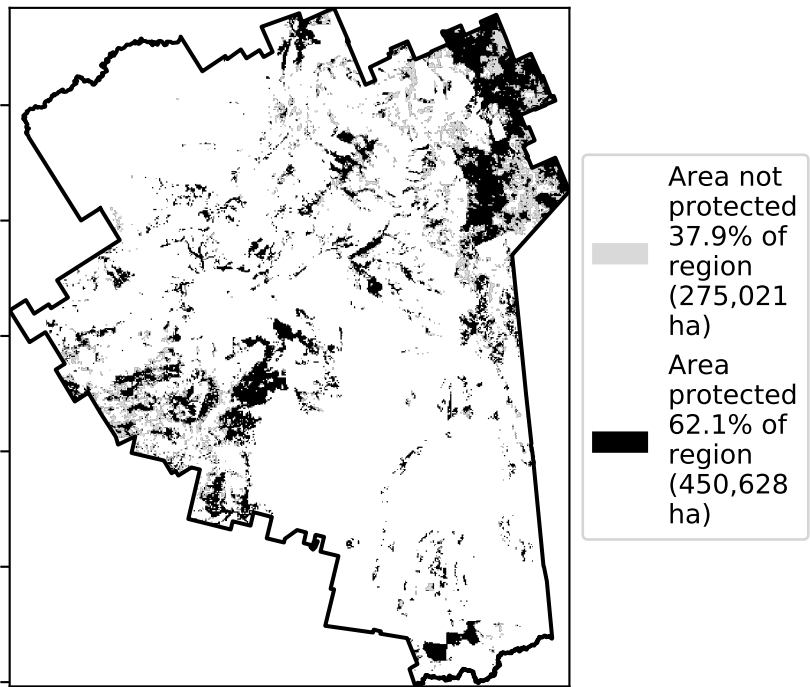 Area not
protected
37.9% of
region
(275,021
ha)
Area
protected
62.1% of
region
(450,628
ha)